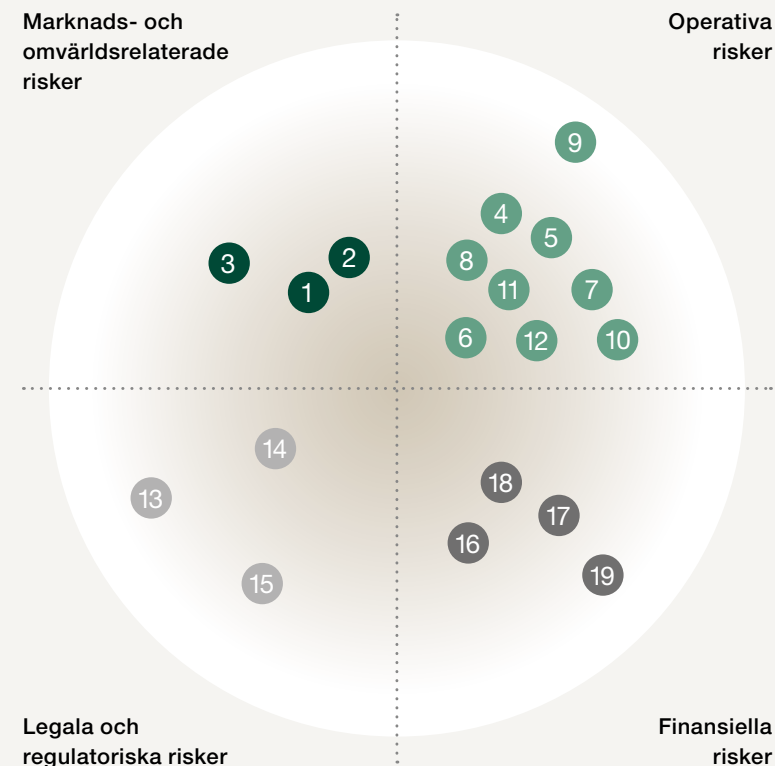 Marknads- och
omvärldsrelaterade
risker
Operativa
risker
9
4
5
8
2
3
1
11
7
6
12
10
14
13
15
18
17
16
19
Legala och
regulatoriska risker
Finansiella
risker